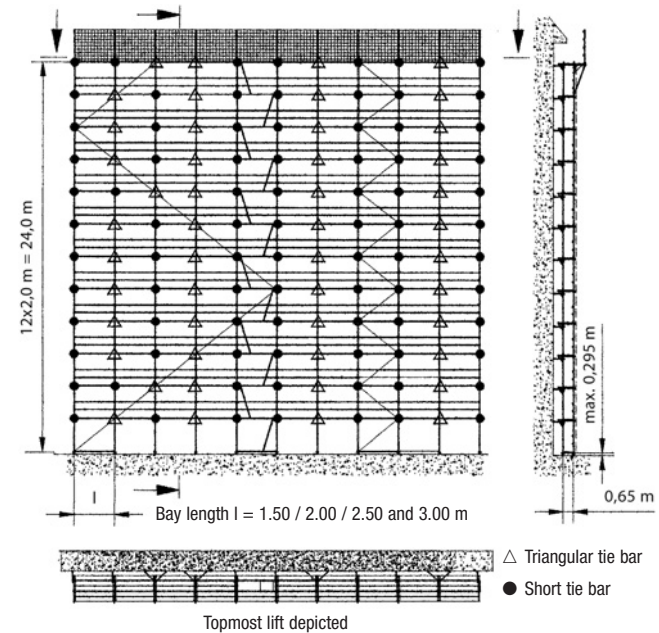 12x2,0 m = 24,0 m
max. 0,295 m
0,65 m
l
Bay length l = 1.50 / 2.00 / 2.50 and 3.00 m
△ Triangular tie bar
● Short tie bar
Topmost lift depicted